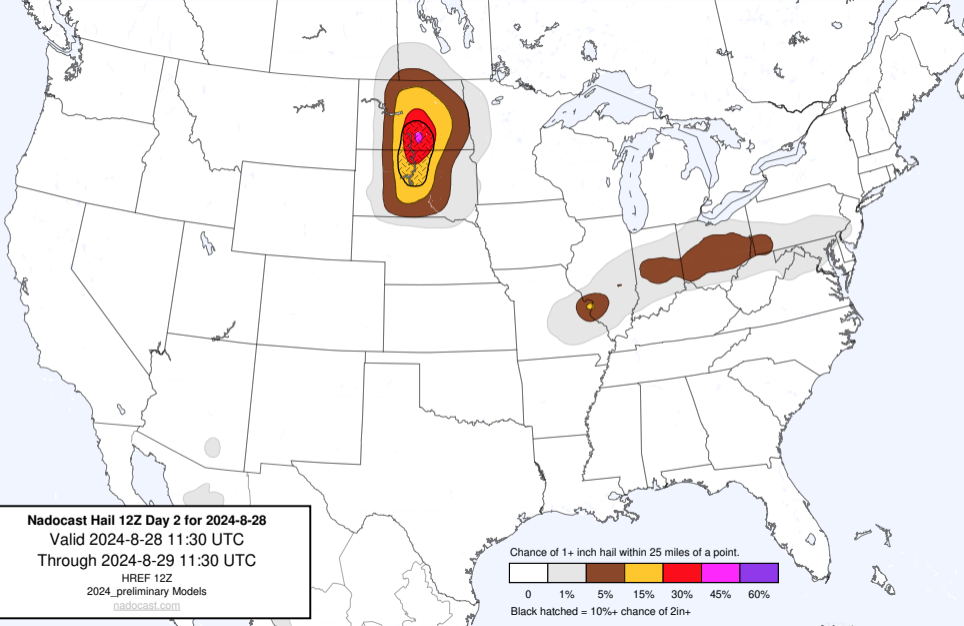 Nadocast Hail 12Z Day 2 for 2024-8-28
Valid 2024-8-28 11:30 UTC
Through 2024-8-29 11:30 UTC
HREF 12Z
2024_preliminary Models
nadocast.com
Chance of 1+ inch hail within 25 miles of a point.
0 1% 5% 15% 30% 45% 60%
Black hatched = 10%+ chance of 2in+